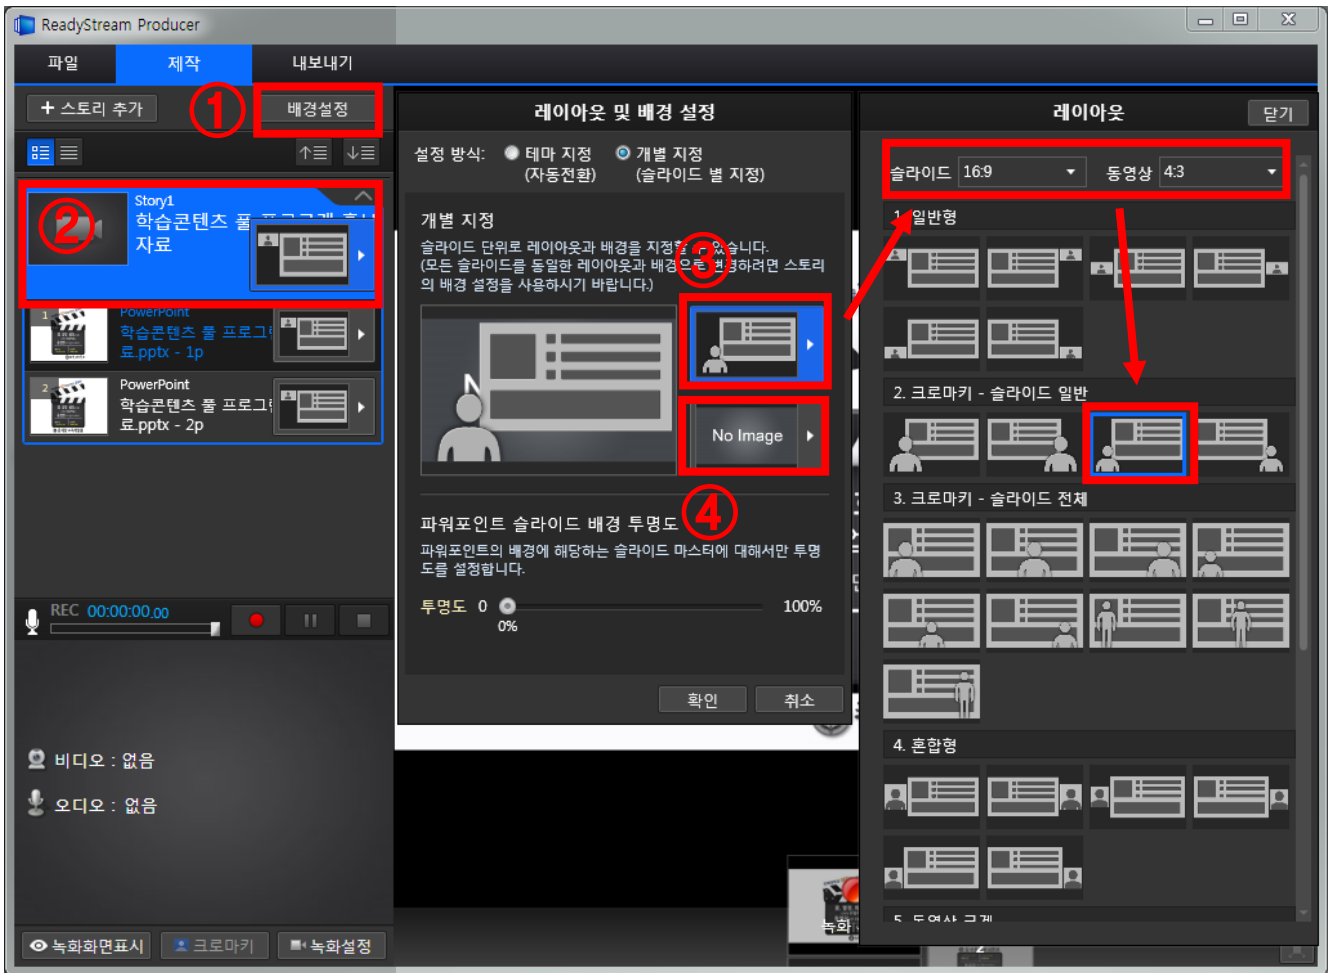 ReadyStream Producer
파일
제작
내보내기
+ 스토리 추가
①
배경설정
②
Story1
학습콘텐츠 풀
자료
1
PowerPoint
학습콘텐츠 풀 프로그
료.pptx - 1p
2
PowerPoint
학습콘텐츠 풀 프로그
료.pptx - 2p
REC 00:00:00.00
비디오 : 없음
오디오 : 없음
녹화화면표시
크로마키
녹화설정
레이아웃 및 배경 설정
설정 방식: 테마 지정 개별 지정
(자동전환) (슬라이드 별 지정)
개별 지정
슬라이드 단위로 레이아웃과 배경을 지정할 수 있습니다.
(모든 슬라이드를 동일한 레이아웃과 배경으로 변경하려면 스토리
의 배경 설정을 사용하시기 바랍니다.)
③
No Image
④
파워포인트 슬라이드 배경 투명도
파워포인트의 배경에 해당하는 슬라이드 마스터에 대해서만 투명
도를 설정합니다.
투명도 0 100%
0%
확인
취소
녹화
레이아웃
닫기
슬라이드 16:9 동영상 4:3
1. 일반형
2. 크로마키 - 슬라이드 일반
3. 크로마키 - 슬라이드 전체
4. 혼합형